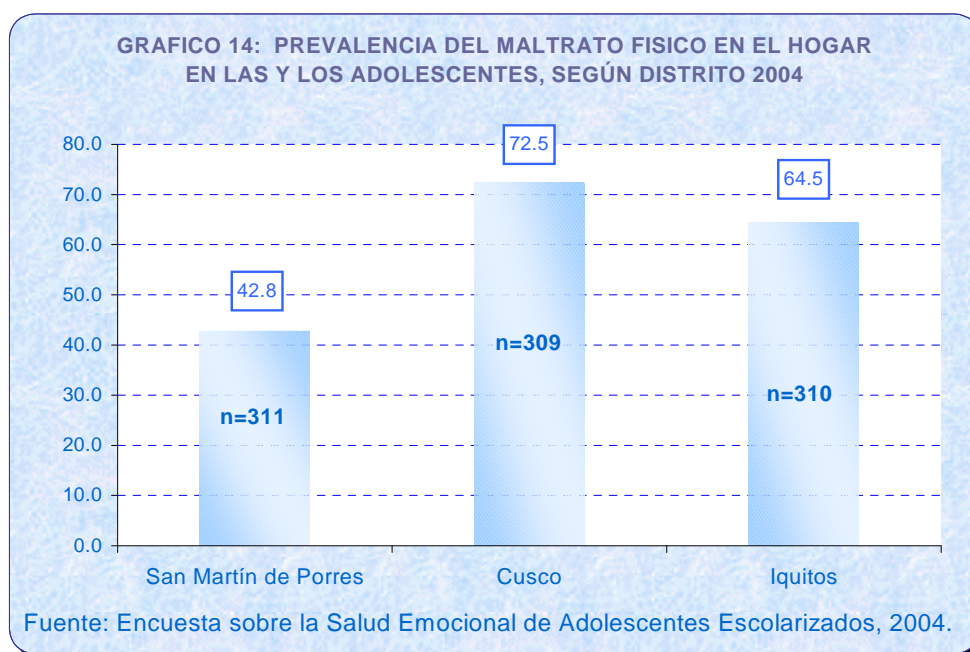 GRAFICO 14: PREVALENCIA DEL MALTRATO FISICO EN EL HOGAR
EN LAS Y LOS ADOLESCENTES, SEGÚN DISTRITO 2004
80.0
70.0
60.0
50.0
40.0
30.0
20.0
10.0
0.0
42.8
72.5
64.5
n=311
n=309
n=310
San Martín de Porres
Cusco
Iquitos
Fuente: Encuesta sobre la Salud Emocional de Adolescentes Escolarizados, 2004.